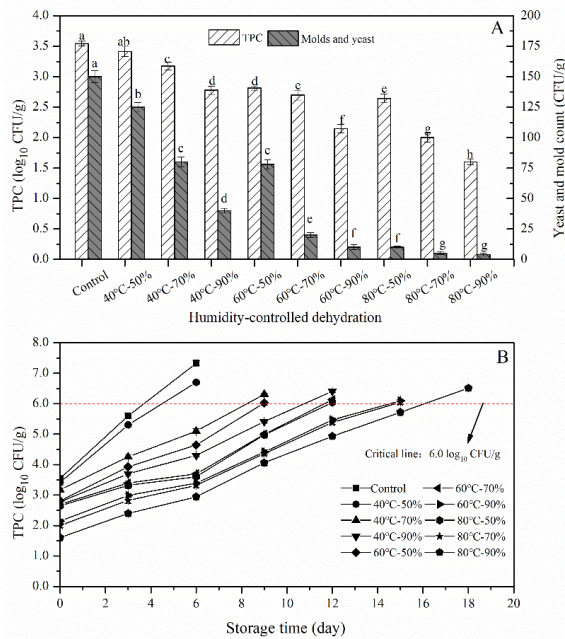 A
TPC
Molds and yeast
4.0
3.5
3.0
2.5
2.0
1.5
1.0
0.5
0.0
TPC (log10 CFU/g)
200
175
150
125
100
75
50
25
0
Yeast and mold count (CFU/g)
a ab c d d c f e g h
a b c d c e f f g g
Control 40℃-50% 40℃-70% 40℃-90% 60℃-50% 60℃-70% 60℃-90% 80℃-50% 80℃-70% 80℃-90%
Humidity-controlled dehydration
B
8.0
7.0
6.0
5.0
4.0
3.0
2.0
1.0
0.0
TPC (log10 CFU/g)
Critical line: 6.0 log10 CFU/g
Control 60℃-70%
40℃-50% 60℃-90%
40℃-70% 80℃-50%
40℃-90% 80℃-70%
60℃-50% 80℃-90%
0 2 4 6 8 10 12 14 16 18 20
Storage time (day)